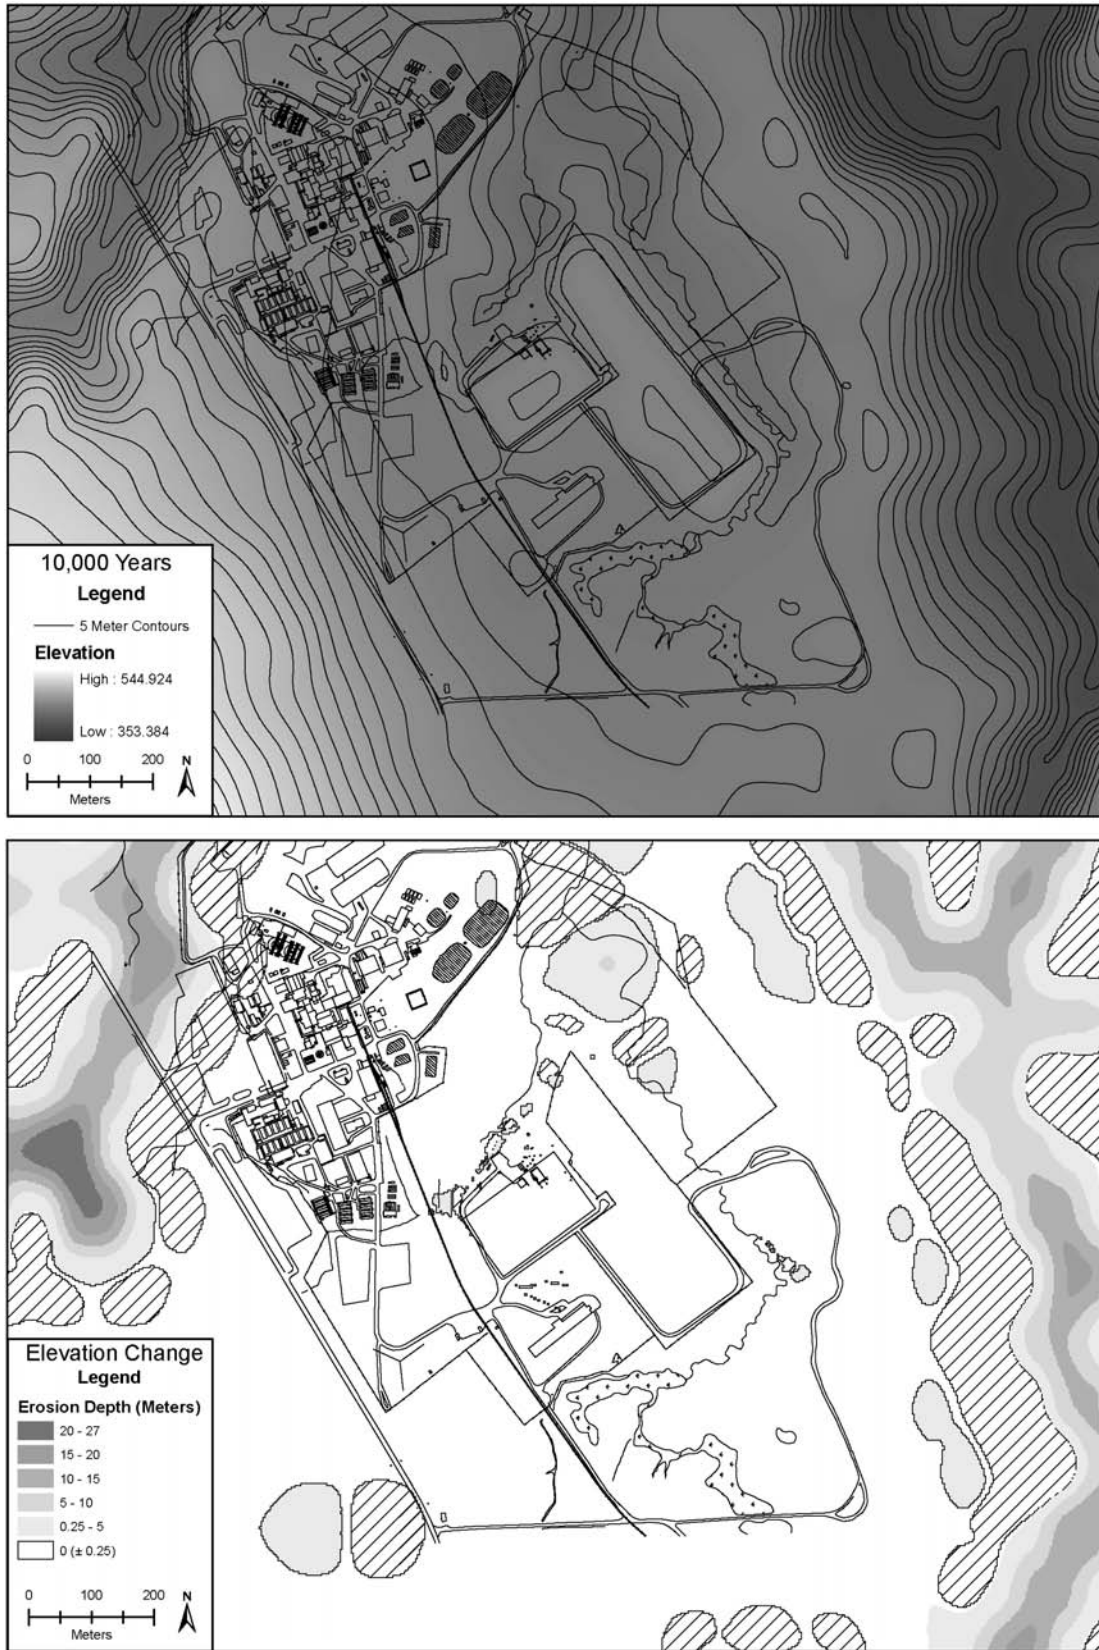 10,000 Years
Legend
5 Meter Contours
Elevation
High : 544.924
Low : 353.384
0 100 200
Meters
N
Elevation Change
Legend
Erosion Depth (Meters)
20 - 27
15 - 20
10 - 15
5 - 10
0.25 - 5
0 (± 0.25)
0 100 200
Meters
N